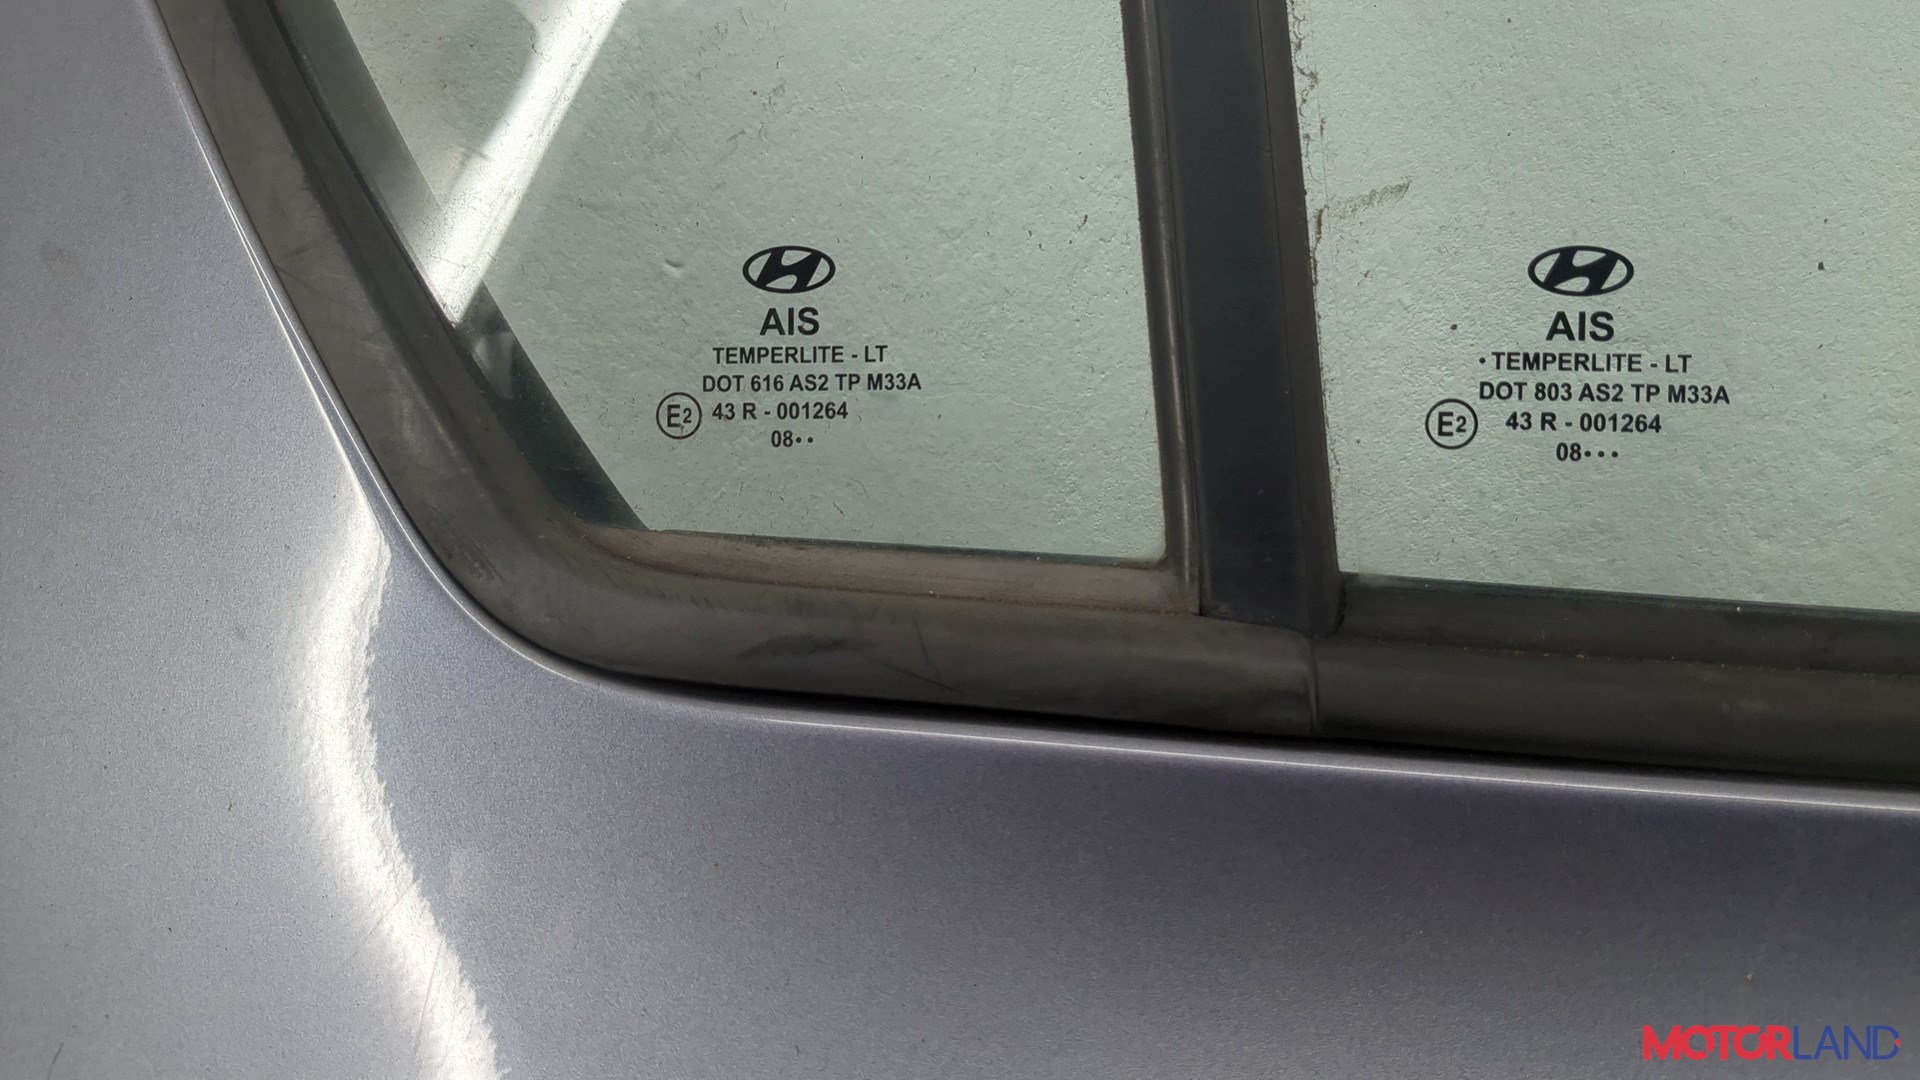 AIS
TEMPERLITE - LT
DOT 616 AS2 TP M33A
E2 43 R - 001264
08••
AIS
•TEMPERLITE - LT
DOT 803 AS2 TP M33A
E2 43 R - 001264
08•••
MOTORLAND